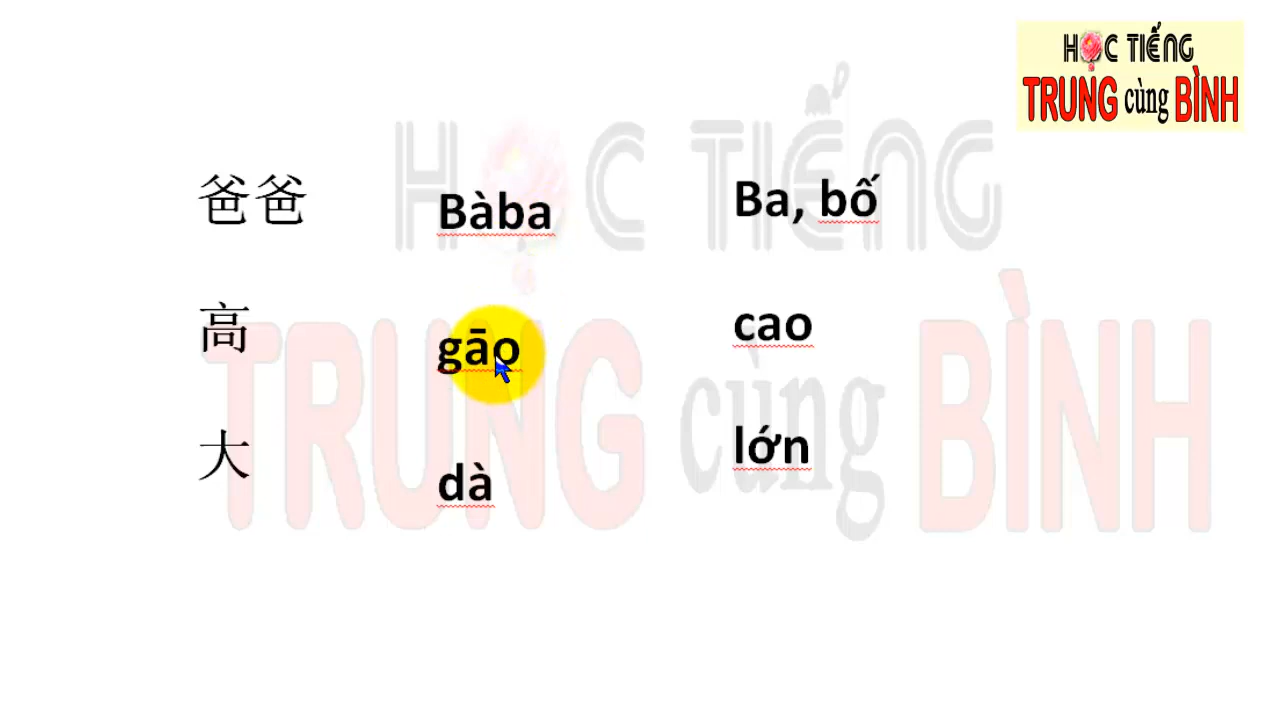 HỌC TIẾNG
TRUNG cùng BÌNH
HỌC TIẾNG
TRUNG cùng BÌNH
爸爸 Bàba Ba, bố
高 gāo cao
大 dà lớn